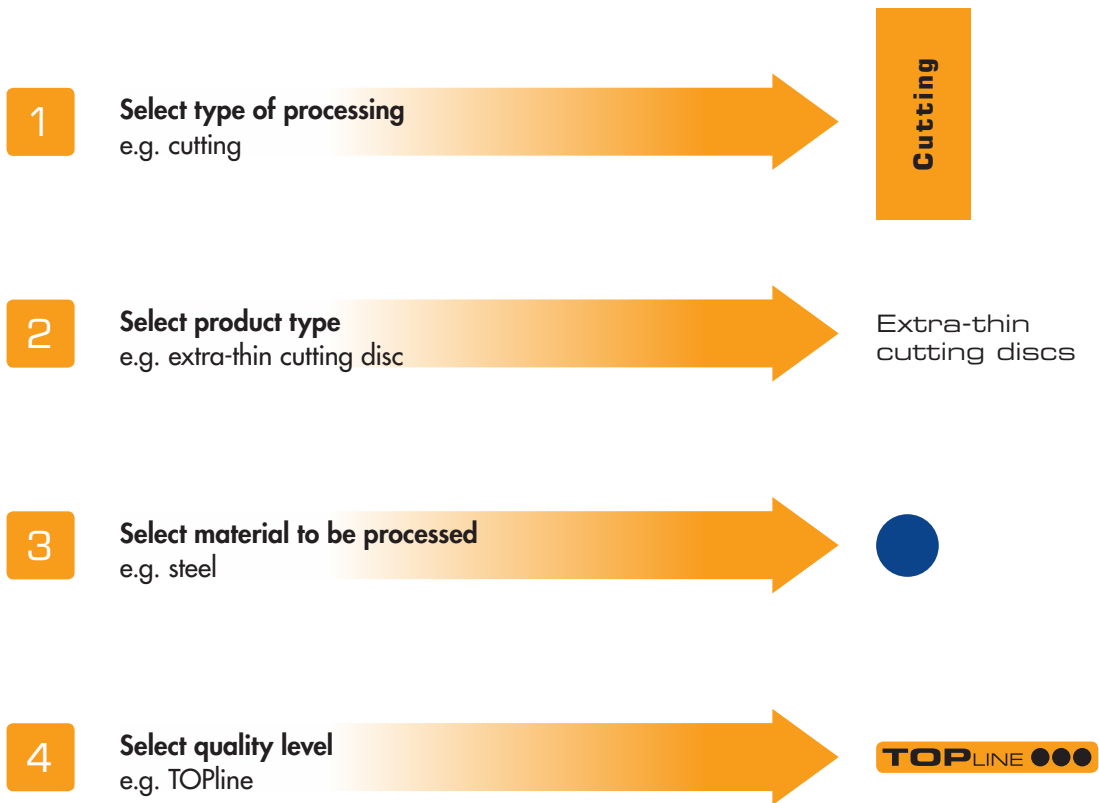 1
Select type of processing
e.g. cutting
Cutting
2
Select product type
e.g. extra-thin cutting disc
Extra-thin
cutting discs
3
Select material to be processed
e.g. steel
4
Select quality level
e.g. TOPline
TOPLINE